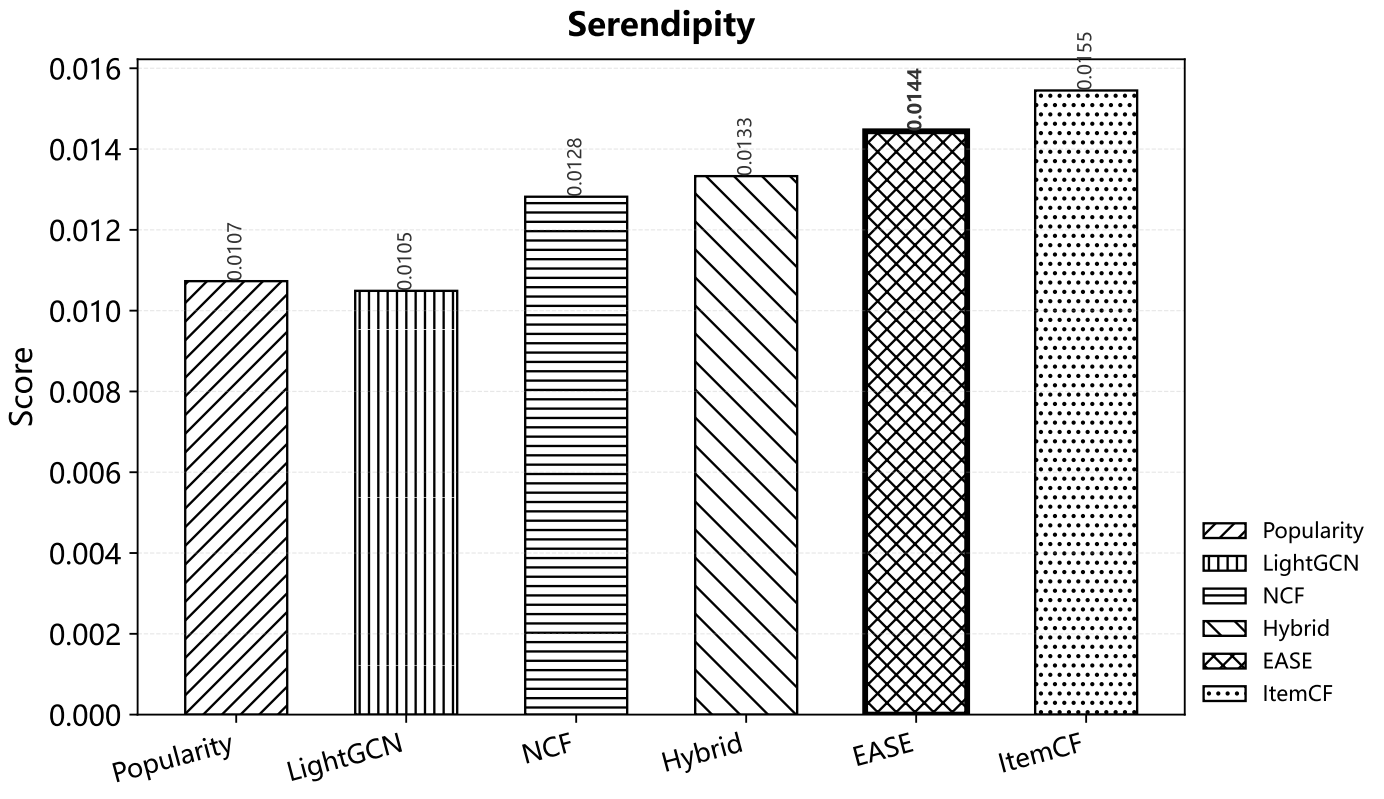 Serendipity
Score
0.016
0.014
0.012
0.010
0.008
0.006
0.004
0.002
0.000
0.0107
0.0105
0.0128
0.0133
0.0144
0.0155
Popularity
LightGCN
NCF
Hybrid
EASE
ItemCF
Popularity
LightGCN
NCF
Hybrid
EASE
ItemCF